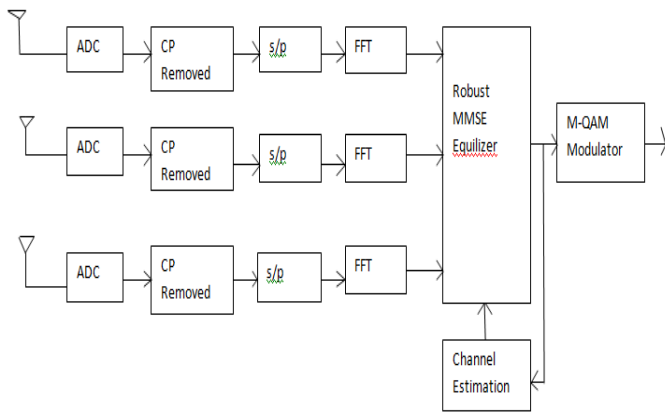 ADC
CP
Removed
s/p
FFT
ADC
CP
Removed
s/p
FFT
ADC
CP
Removed
s/p
FFT
Robust
MMSE
Equilizer
M-QAM
Modulator
Channel
Estimation